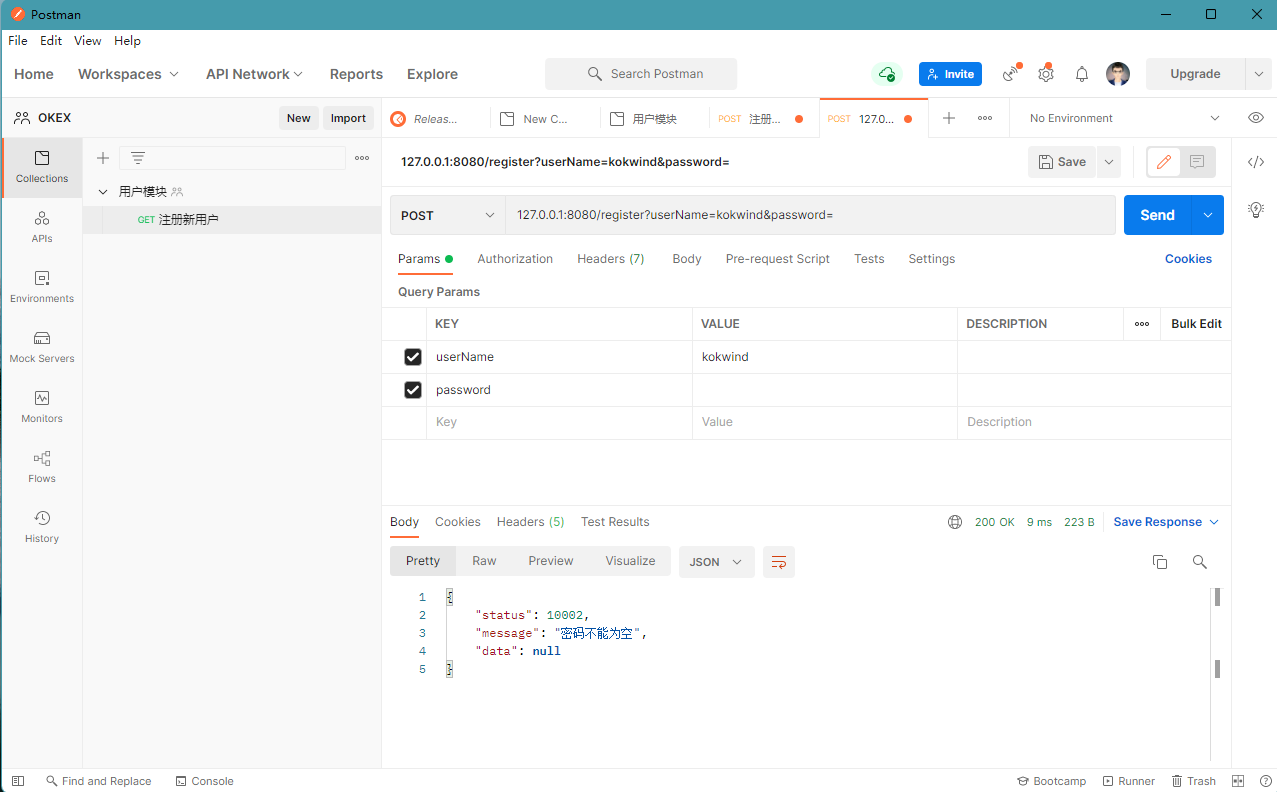 Postman
File Edit View Help
Home Workspaces API Network Reports Explore Search Postman Invite Upgrade
OKEX New Import Releas... New C... 用户模块 POST 注册... POST 127.0... No Environment
Collections
APIs
Environments
Mock Servers
Monitors
Flows
History
用户模块
GET 注册新用户
127.0.0.1:8080/register?userName=kokwind&password= Save
POST 127.0.0.1:8080/register?userName=kokwind&password= Send
Params Authorization Headers (7) Body Pre-request Script Tests Settings Cookies
Query Params
KEY VALUE DESCRIPTION Bulk Edit
userName kokwind
password
Key Value Description
Body Cookies Headers (5) Test Results 200 OK 9 ms 223 B Save Response
Pretty Raw Preview Visualize JSON
1 {
2 "status": 10002,
3 "message": "密码不能为空",
4 "data": null
5 }
Find and Replace Console Bootcamp Runner Trash